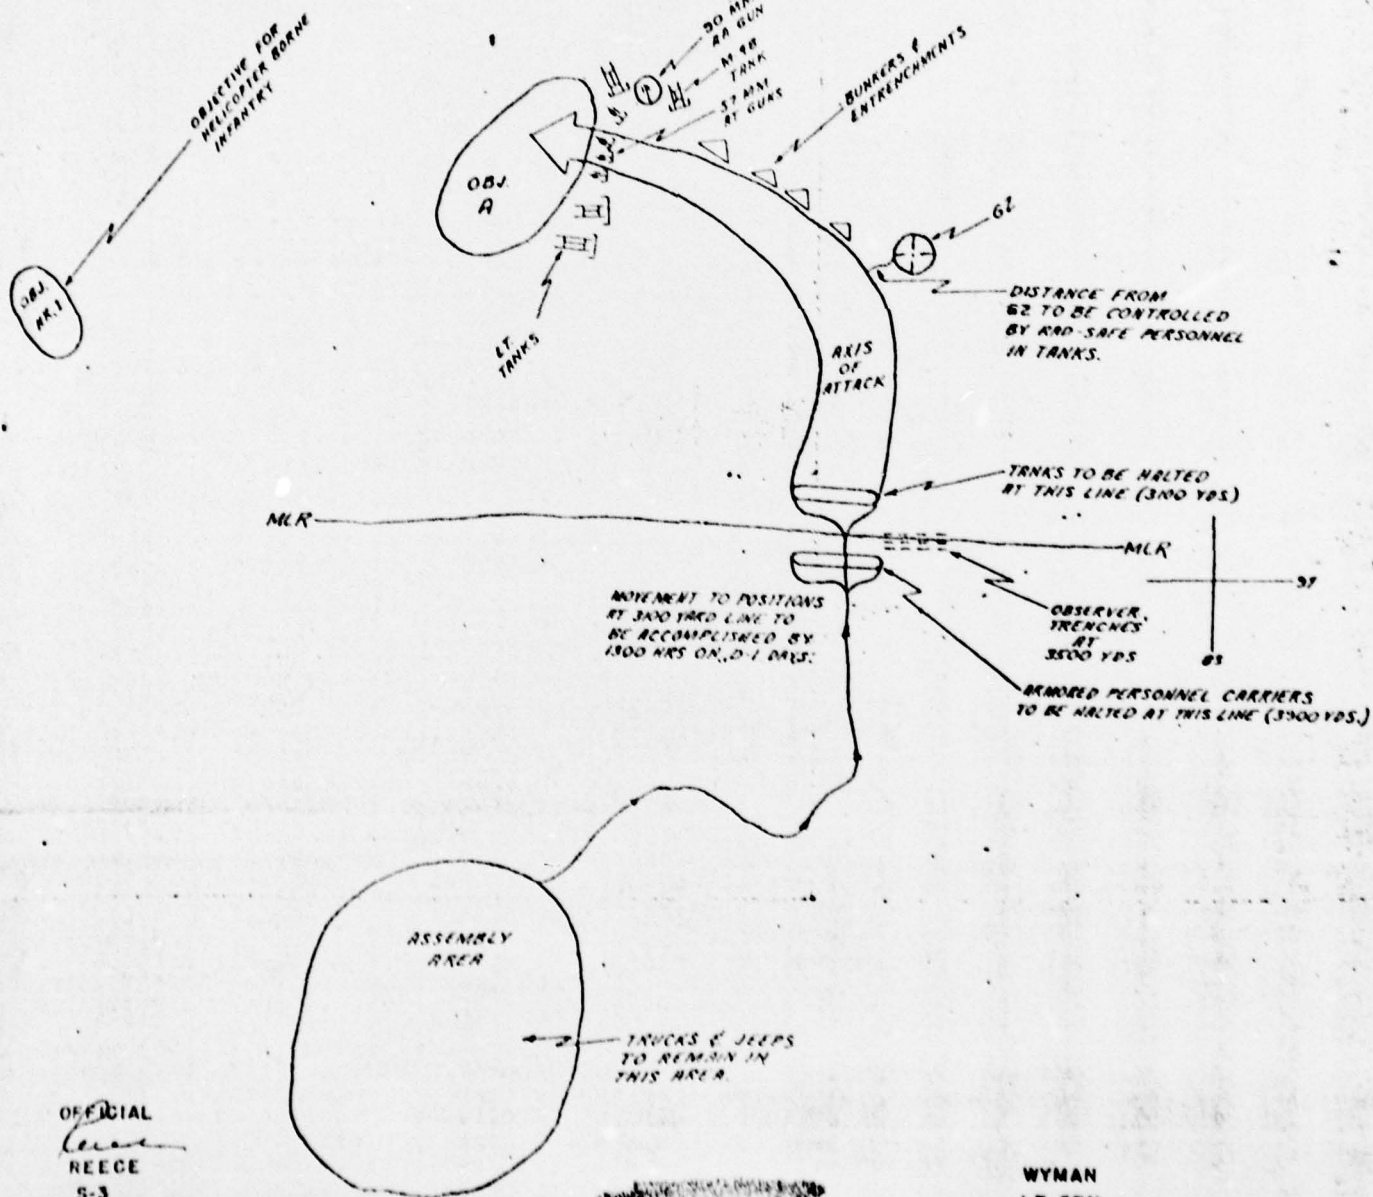 OBJECTIVE FOR
HELICOPTER BORNE
INFANTRY
OBJ.
NR. 1
OBJ.
A
90 MM
AA GUN
M-48
TANK
57 MM
AT GUNS
BUNKERS &
ENTRENCHMENTS
GZ
LT.
TANKS
DISTANCE FROM
GZ TO BE CONTROLLED
BY RAD-SAFE PERSONNEL
IN TANKS.
AXIS
OF
ATTACK
TANKS TO BE HALTED
AT THIS LINE (3100 YDS.)
MLR
MLR
97
85
MOVEMENT TO POSITIONS
AT 3100 YARD LINE TO
BE ACCOMPLISHED BY
1300 HRS ON D-1 DAYS.
OBSERVER
TRENCHES
AT
3500 YDS
ARMORED PERSONNEL CARRIERS
TO BE HALTED AT THIS LINE (3900 YDS.)
ASSEMBLY
AREA
TRUCKS & JEEPS
TO REMAIN IN
THIS AREA.
OFFICIAL
REECE
S-3
WYMAN